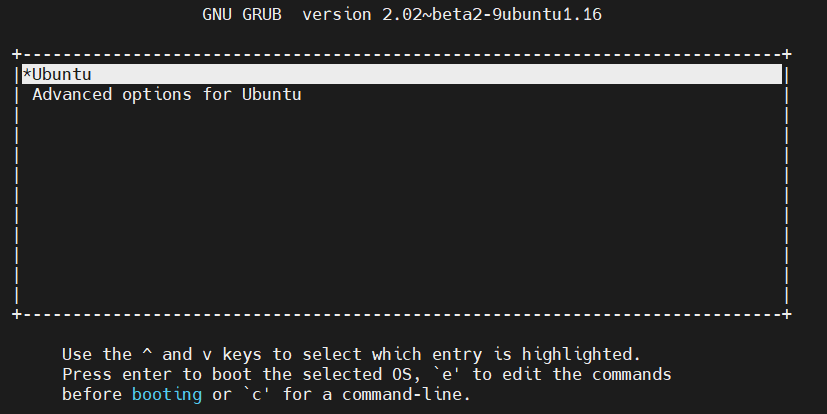 GNU GRUB  version 2.02~beta2-9ubuntu1.16
*Ubuntu
Advanced options for Ubuntu
Use the ^ and v keys to select which entry is highlighted.
Press enter to boot the selected OS, `e' to edit the commands
before booting or `c' for a command-line.